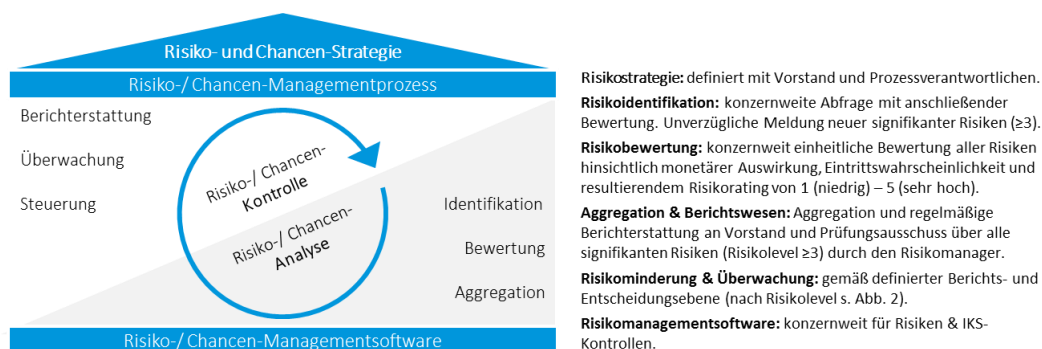 Risiko- und Chancen-Strategie
Risiko-/ Chancen-Managementprozess
Berichterstattung
Überwachung
Steuerung
Risiko-/ Chancen-
Kontrolle
Risiko-/ Chancen-
Analyse
Identifikation
Bewertung
Aggregation
Risiko-/ Chancen-Managementsoftware
Risikostrategie: definiert mit Vorstand und Prozessverantwortlichen.
Risikoidentifikation: konzernweite Abfrage mit anschließender
Bewertung. Unverzügliche Meldung neuer signifikanter Risiken (≥3).
Risikobewertung: konzernweit einheitliche Bewertung aller Risiken
hinsichtlich monetärer Auswirkung, Eintrittswahrscheinlichkeit und
resultierendem Risikorating von 1 (niedrig) – 5 (sehr hoch).
Aggregation & Berichtswesen: Aggregation und regelmäßige
Berichterstattung an Vorstand und Prüfungsausschuss über alle
signifikanten Risiken (Risikolevel ≥3) durch den Risikomanager.
Risikominderung & Überwachung: gemäß definierter Berichts- und
Entscheidungsebene (nach Risikolevel s. Abb. 2).
Risikomanagementsoftware: konzernweit für Risiken & IKS-
Kontrollen.